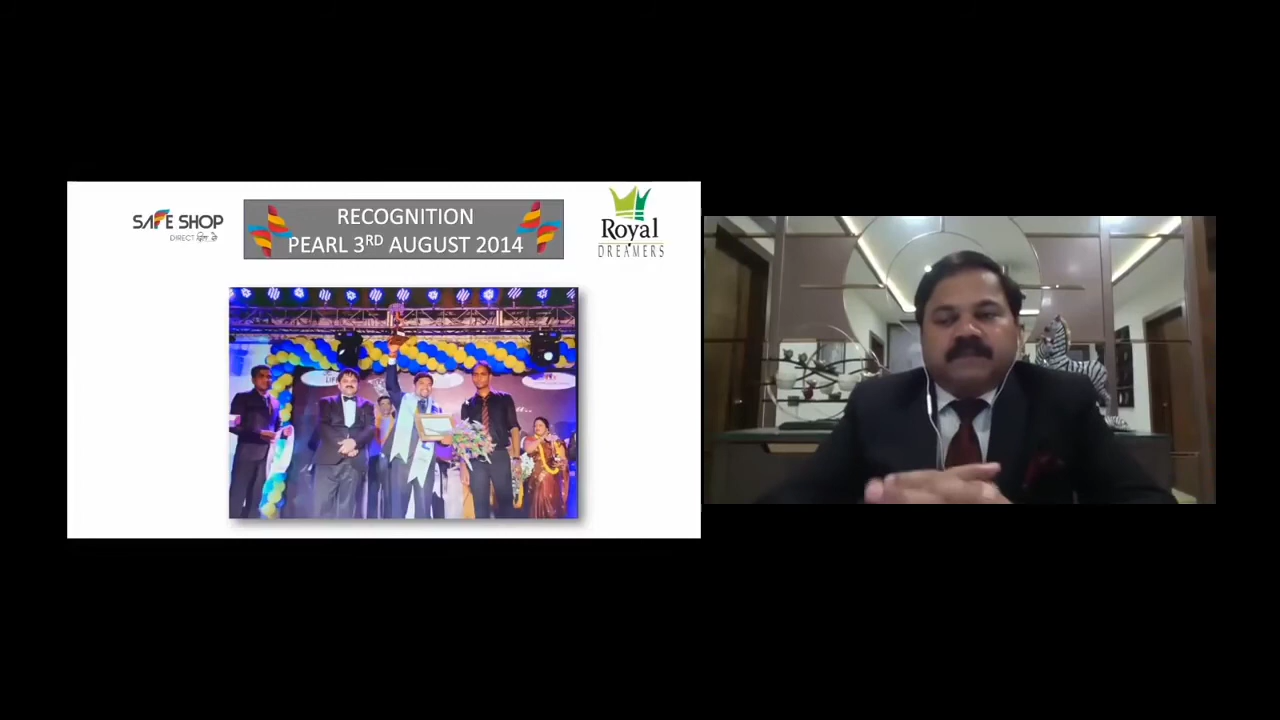 SAFE SHOP
DIRECT हित है
RECOGNITION
PEARL 3RD AUGUST 2014
Royal
DREAMERS